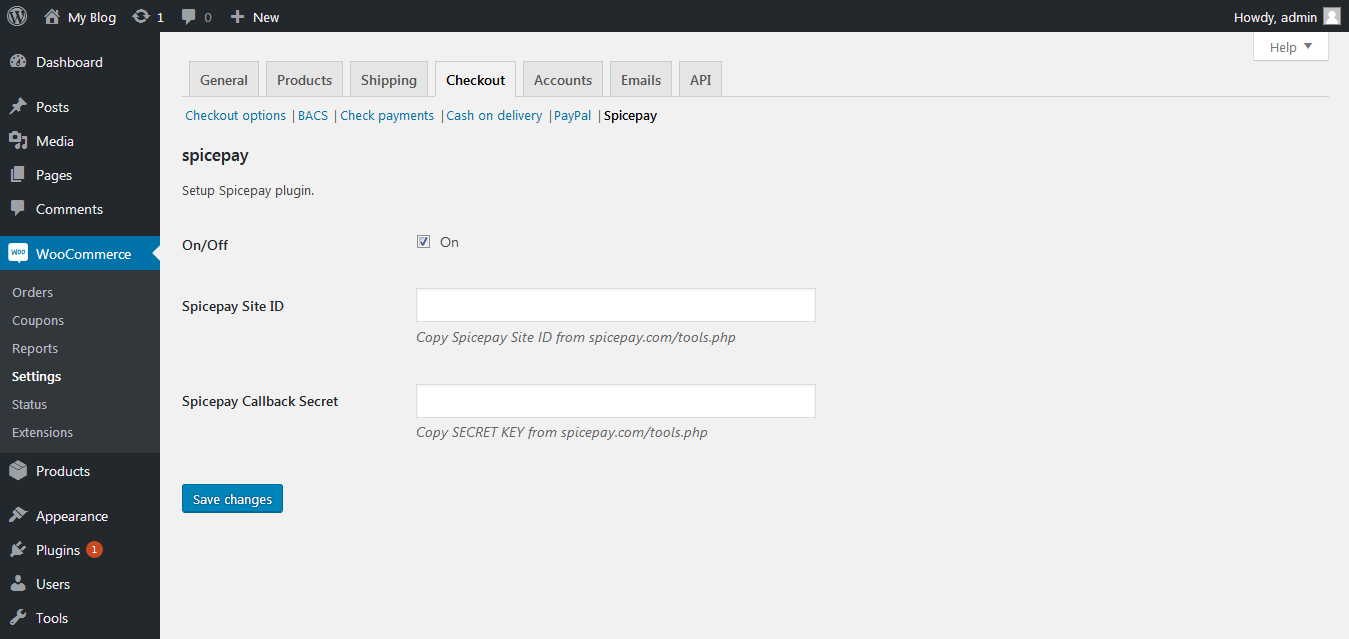 My Blog 1 0 New Howdy, admin
Help
Dashboard
Posts
Media
Pages
Comments
WOO WooCommerce
Orders
Coupons
Reports
Settings
Status
Extensions
Products
Appearance
Plugins 1
Users
Tools
General Products Shipping Checkout Accounts Emails API
Checkout options | BACS | Check payments | Cash on delivery | PayPal | Spicepay
spicepay
Setup Spicepay plugin.
On/Off On
Spicepay Site ID
Copy Spicepay Site ID from spicepay.com/tools.php
Spicepay Callback Secret
Copy SECRET KEY from spicepay.com/tools.php
Save changes